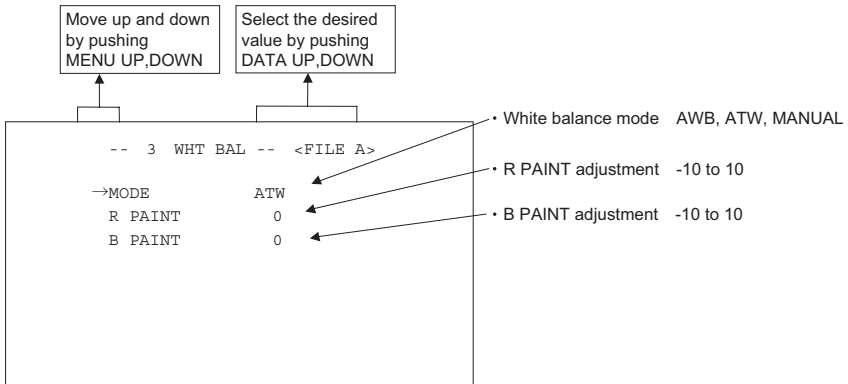 Move up and down
by pushing
MENU UP,DOWN
Select the desired
value by pushing
DATA UP,DOWN
-- 3 WHT BAL -- <FILE A>
→MODE ATW
R PAINT 0
B PAINT 0
• White balance mode AWB, ATW, MANUAL
• R PAINT adjustment -10 to 10
• B PAINT adjustment -10 to 10